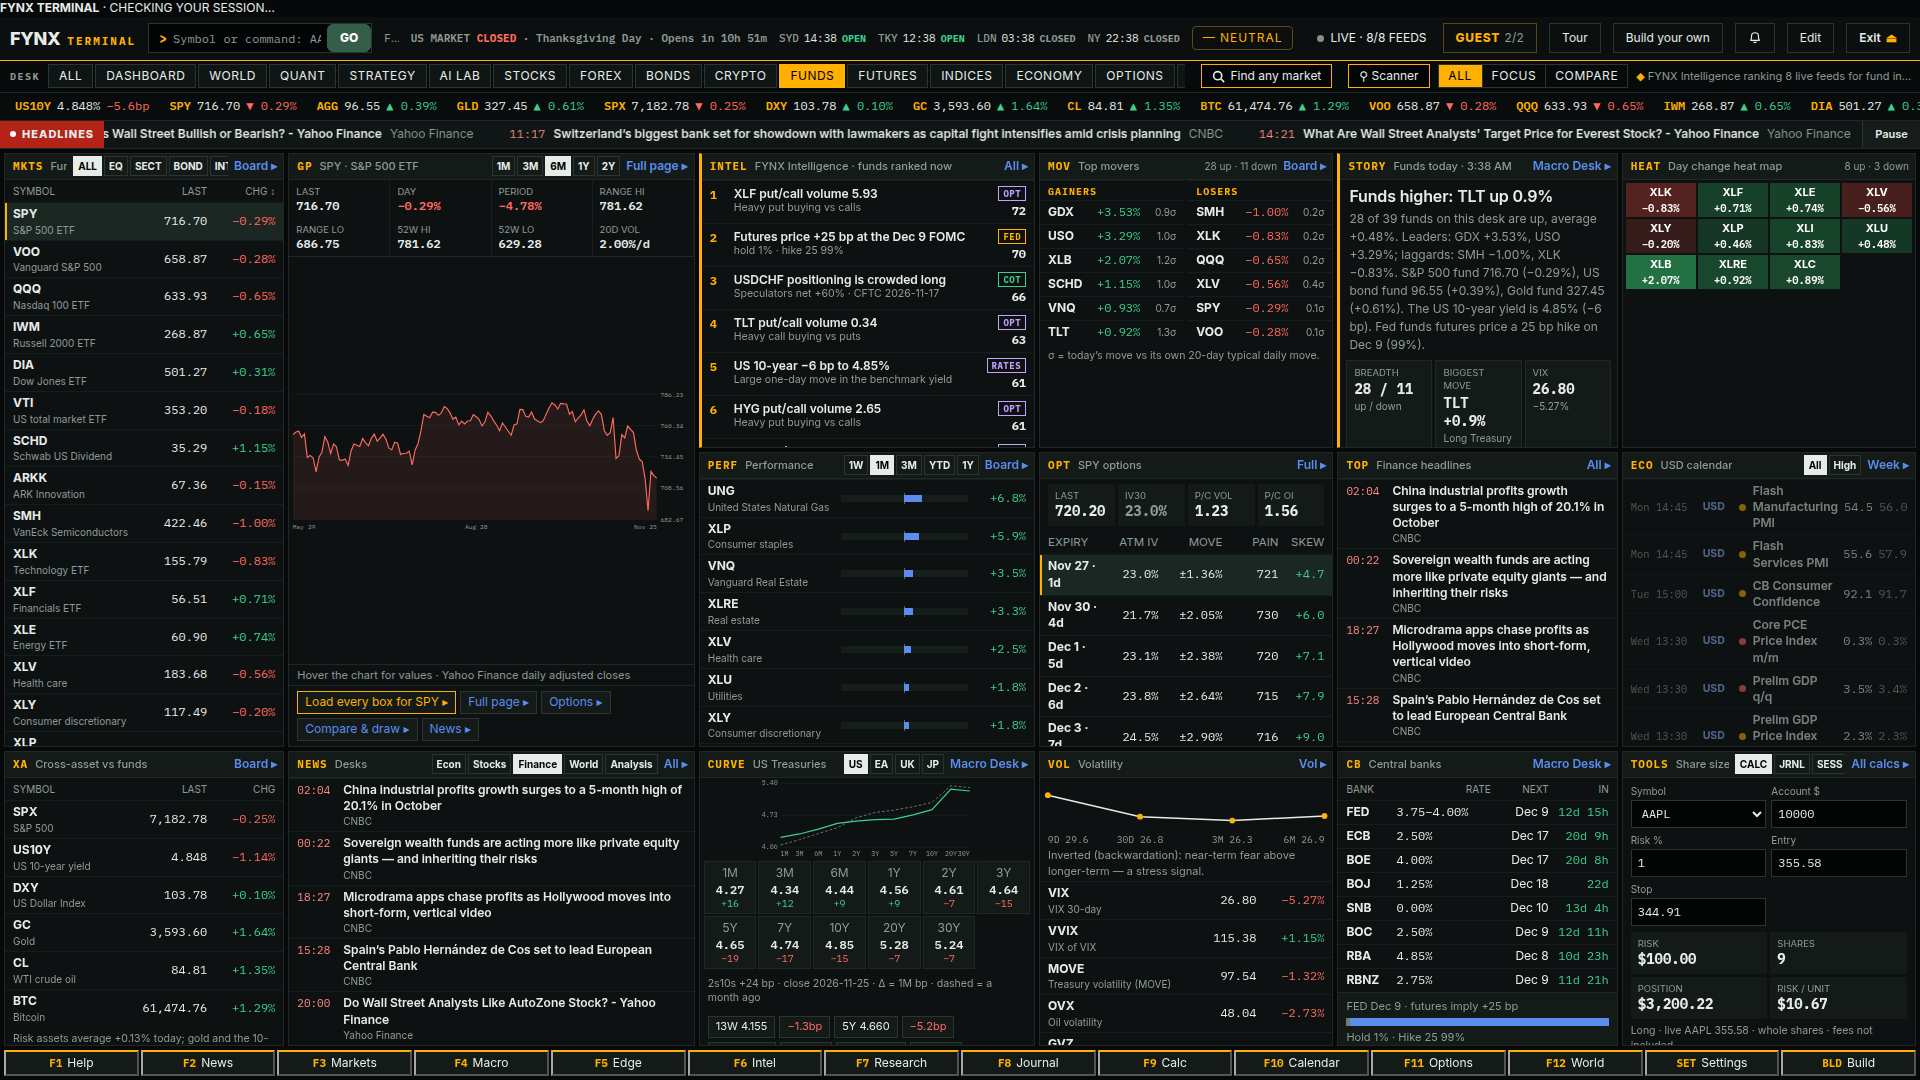 FYNX TERMINAL · CHECKING YOUR SESSION...
FYNX TERMINAL
> Symbol or command: AA
GO
F... US MARKET CLOSED · Thanksgiving Day · Opens in 10h 51m
SYD 14:38 OPEN TKY 12:38 OPEN LDN 03:38 CLOSED NY 22:38 CLOSED
— NEUTRAL
LIVE · 8/8 FEEDS
GUEST 2/2
Tour
Build your own
Edit
Exit
DESK ALL DASHBOARD WORLD QUANT STRATEGY AI LAB STOCKS FOREX BONDS CRYPTO FUNDS FUTURES INDICES ECONOMY OPTIONS
Find any market
Scanner
ALL FOCUS COMPARE
◆ FYNX Intelligence ranking 8 live feeds for fund in...
US10Y 4.848% −5.6bp SPY 716.70 ▼ 0.29% AGG 96.55 ▲ 0.39% GLD 327.45 ▲ 0.61% SPX 7,182.78 ▼ 0.25% DXY 103.78 ▲ 0.10% GC 3,593.60 ▲ 1.64% CL 84.81 ▲ 1.35% BTC 61,474.76 ▲ 1.29% VOO 658.87 ▼ 0.28% QQQ 633.93 ▼ 0.65% IWM 268.87 ▲ 0.65% DIA 501.27 ▲ 0.3
HEADLINES
s Wall Street Bullish or Bearish? - Yahoo Finance Yahoo Finance 11:17 Switzerland's biggest bank set for showdown with lawmakers as capital fight intensifies amid crisis planning CNBC 14:21 What Are Wall Street Analysts' Target Price for Everest Stock? - Yahoo Finance Yahoo Finance
Pause
MKTS Fur ALL EQ SECT BOND INT Board ▸
SYMBOL LAST CHG ↕
SPY 716.70 −0.29%
S&P 500 ETF
VOO 658.87 −0.28%
Vanguard S&P 500
QQQ 633.93 −0.65%
Nasdaq 100 ETF
IWM 268.87 +0.65%
Russell 2000 ETF
DIA 501.27 +0.31%
Dow Jones ETF
VTI 353.20 −0.18%
US total market ETF
SCHD 35.29 +1.15%
Schwab US Dividend
ARKK 67.36 −0.15%
ARK Innovation
SMH 422.46 −1.00%
VanEck Semiconductors
XLK 155.79 −0.83%
Technology ETF
XLF 56.51 +0.71%
Financials ETF
XLE 60.90 +0.74%
Energy ETF
XLV 183.68 −0.56%
Health care
XLY 117.49 −0.20%
Consumer discretionary
XLP
GP SPY · S&P 500 ETF 1M 3M 6M 1Y 2Y Full page ▸
LAST DAY PERIOD RANGE HI
716.70 −0.29% −4.78% 781.62
RANGE LO 52W HI 52W LO 20D VOL
686.75 781.62 629.28 2.00%/d
786.23
760.34
734.45
708.56
682.67
May 29 Aug 28 Nov 25
Hover the chart for values · Yahoo Finance daily adjusted closes
Load every box for SPY ▸ Full page ▸ Options ▸
Compare & draw ▸ News ▸
INTEL FYNX Intelligence · funds ranked now All ▸
1 XLF put/call volume 5.93 OPT
Heavy put buying vs calls 72
2 Futures price +25 bp at the Dec 9 FOMC FED
hold 1% · hike 25 99% 70
3 USDCHF positioning is crowded long COT
Speculators net +60% · CFTC 2026-11-17 66
4 TLT put/call volume 0.34 OPT
Heavy call buying vs puts 63
5 US 10-year −6 bp to 4.85% RATES
Large one-day move in the benchmark yield 61
6 HYG put/call volume 2.65 OPT
Heavy put buying vs calls 61
MOV Top movers 28 up · 11 down Board ▸
GAINERS LOSERS
GDX +3.53% 0.9σ SMH −1.00% 0.2σ
USO +3.29% 1.0σ XLK −0.83% 0.2σ
XLB +2.07% 1.2σ QQQ −0.65% 0.2σ
SCHD +1.15% 1.0σ XLV −0.56% 0.4σ
VNQ +0.93% 0.7σ SPY −0.29% 0.1σ
TLT +0.92% 1.3σ VOO −0.28% 0.1σ
σ = today's move vs its own 20-day typical daily move.
STORY Funds today · 3:38 AM Macro Desk ▸
Funds higher: TLT up 0.9%
28 of 39 funds on this desk are up, average
+0.48%. Leaders: GDX +3.53%, USO
+3.29%; laggards: SMH −1.00%, XLK
−0.83%. S&P 500 fund 716.70 (−0.29%), US
bond fund 96.55 (+0.39%), Gold fund 327.45
(+0.61%). The US 10-year yield is 4.85% (−6
bp). Fed funds futures price a 25 bp hike on
Dec 9 (99%).
BREADTH
28 / 11
up / down
BIGGEST MOVE
TLT +0.9%
Long Treasury
VIX
26.80
−5.27%
HEAT Day change heat map 8 up · 3 down
XLK XLF XLE XLV
−0.83% +0.71% +0.74% −0.56%
XLY XLP XLI XLU
−0.20% +0.46% +0.83% +0.48%
XLB XLRE XLC
+2.07% +0.92% +0.89%
PERF Performance 1W 1M 3M YTD 1Y Board ▸
UNG +6.8%
United States Natural Gas
XLP +5.9%
Consumer staples
VNQ +3.5%
Vanguard Real Estate
XLRE +3.3%
Real estate
XLV +2.5%
Health care
XLU +1.8%
Utilities
XLY +1.8%
Consumer discretionary
OPT SPY options Full ▸
LAST IV30 P/C VOL P/C OI
720.20 23.0% 1.23 1.56
EXPIRY ATM IV MOVE PAIN SKEW
Nov 27 · 1d 23.0% ±1.36% 721 +4.7
Nov 30 · 4d 21.7% ±2.05% 730 +6.0
Dec 1 · 5d 23.1% ±2.38% 720 +7.1
Dec 2 · 6d 23.8% ±2.64% 715 +7.9
Dec 3 · 7d 24.5% ±2.90% 716 +9.0
TOP Finance headlines All ▸
02:04 China industrial profits growth
surges to a 5-month high of 20.1% in
October
CNBC
00:22 Sovereign wealth funds are acting
more like private equity giants — and
inheriting their risks
CNBC
18:27 Microdrama apps chase profits as
Hollywood moves into short-form,
vertical video
CNBC
15:28 Spain's Pablo Hernández de Cos set
to lead European Central Bank
CNBC
ECO USD calendar All High Week ▸
Mon 14:45 USD Flash Manufacturing PMI 54.5 56.0
Mon 14:45 USD Flash Services PMI 55.6 57.9
Tue 15:00 USD CB Consumer Confidence 92.1 91.7
Wed 13:30 USD Core PCE Price Index m/m 0.3% 0.3%
Wed 13:30 USD Prelim GDP q/q 3.5% 3.4%
Wed 13:30 USD Prelim GDP Price Index 2.3% 2.3%
XA Cross-asset vs funds Board ▸
SYMBOL LAST CHG
SPX 7,182.78 −0.25%
S&P 500
US10Y 4.848 −1.14%
US 10-year yield
DXY 103.78 +0.10%
US Dollar Index
GC 3,593.60 +1.64%
Gold
CL 84.81 +1.35%
WTI crude oil
BTC 61,474.76 +1.29%
Bitcoin
Risk assets average +0.13% today; gold and the 10-
NEWS Desks Econ Stocks Finance World Analysis All ▸
02:04 China industrial profits growth surges to a 5-month high of
20.1% in October
CNBC
00:22 Sovereign wealth funds are acting more like private equity
giants — and inheriting their risks
CNBC
18:27 Microdrama apps chase profits as Hollywood moves into
short-form, vertical video
CNBC
15:28 Spain's Pablo Hernández de Cos set to lead European
Central Bank
CNBC
20:00 Do Wall Street Analysts Like AutoZone Stock? - Yahoo
Finance
Yahoo Finance
CURVE US Treasuries US EA UK JP Macro Desk ▸
5.40
4.73
4.06
1M 3M 6M 1Y 2Y 3Y 5Y 7Y 10Y 20Y30Y
1M 3M 6M 1Y 2Y 3Y
4.27 4.34 4.44 4.56 4.61 4.64
+16 +12 +9 +9 −7 −15
5Y 7Y 10Y 20Y 30Y
4.65 4.74 4.85 5.28 5.24
−19 −17 −15 −7 −7
2s10s +24 bp · close 2026-11-25 · Δ = 1M bp · dashed = a
month ago
13W 4.155 −1.3bp 5Y 4.660 −5.2bp
VOL Volatility Vol ▸
9D 29.6 30D 26.8 3M 26.3 6M 26.9
Inverted (backwardation): near-term fear above
longer-term — a stress signal.
VIX 26.80 −5.27%
VIX 30-day
VVIX 115.38 +1.15%
VIX of VIX
MOVE 97.54 −1.32%
Treasury volatility (MOVE)
OVX 48.04 −2.73%
Oil volatility
GVZ
CB Central banks Macro Desk ▸
BANK RATE NEXT IN
FED 3.75–4.00% Dec 9 12d 15h
ECB 2.50% Dec 17 20d 9h
BOE 4.00% Dec 17 20d 8h
BOJ 1.25% Dec 18 22d
SNB 0.00% Dec 10 13d 4h
BOC 2.50% Dec 9 12d 11h
RBA 4.85% Dec 8 10d 23h
RBNZ 2.75% Dec 9 11d 21h
FED Dec 9 · futures imply +25 bp
Hold 1% · Hike 25 99%
TOOLS Share size CALC JRNL SESS All calcs ▸
Symbol Account $
AAPL 10000
Risk % Entry
1 355.58
Stop
344.91
RISK SHARES
$100.00 9
POSITION RISK / UNIT
$3,200.22 $10.67
Long · live AAPL 355.58 · whole shares · fees not
included
F1 Help F2 News F3 Markets F4 Macro F5 Edge F6 Intel F7 Research F8 Journal F9 Calc F10 Calendar F11 Options F12 World SET Settings BLD Build